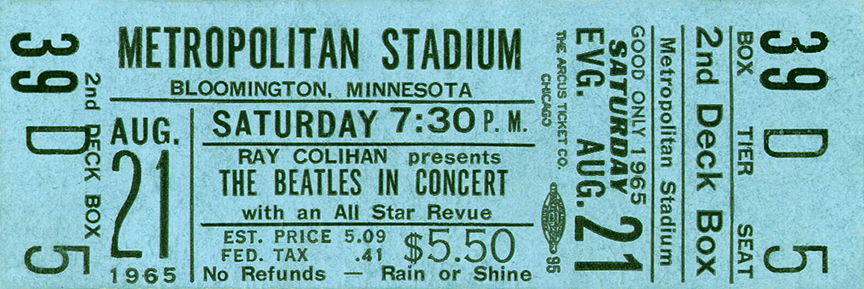 39 D 5
2nd DECK BOX
METROPOLITAN STADIUM
BLOOMINGTON, MINNESOTA
AUG.
21
1965
SATURDAY 7:30 P. M.
RAY COLIHAN presents
THE BEATLES IN CONCERT
with an All Star Revue
EST. PRICE 5.09
FED. TAX .41
$5.50
No Refunds — Rain or Shine
THE ARCUS TICKET CO.
CHICAGO
95
EVG. AUG. 21
SATURDAY
GOOD ONLY 1965
Metropolitan Stadium
2nd Deck Box
BOX TIER SEAT
39 D 5